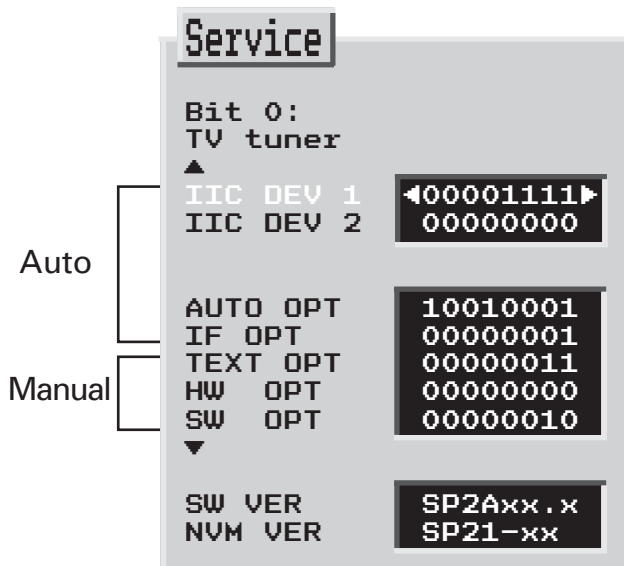 Service
Bit 0:
TV tuner
▲
IIC DEV 1 ◀00001111▶
IIC DEV 2 00000000
Auto
AUTO OPT 10010001
IF OPT 00000001
TEXT OPT 00000011
Manual
HW OPT 00000000
SW OPT 00000010
▼
SW VER SP2Axx.x
NVM VER SP21-xx